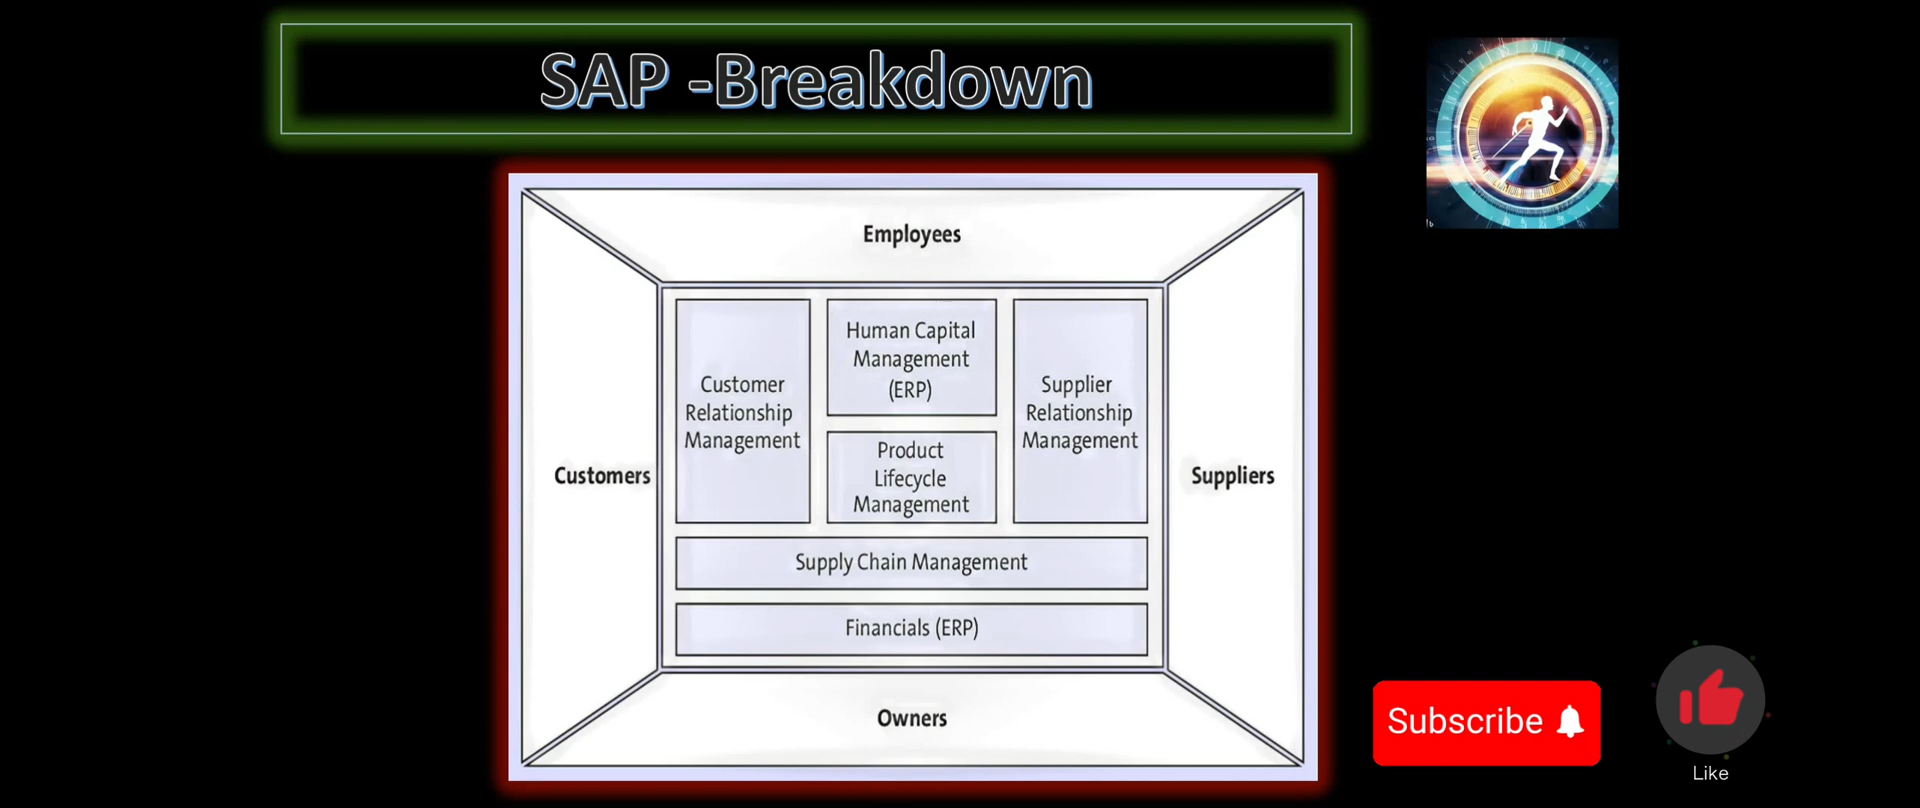 SAP -Breakdown
Employees
Human Capital
Management
(ERP)
Customer
Relationship
Management
Supplier
Relationship
Management
Product
Lifecycle
Management
Customers
Suppliers
Supply Chain Management
Financials (ERP)
Owners
Subscribe
Like